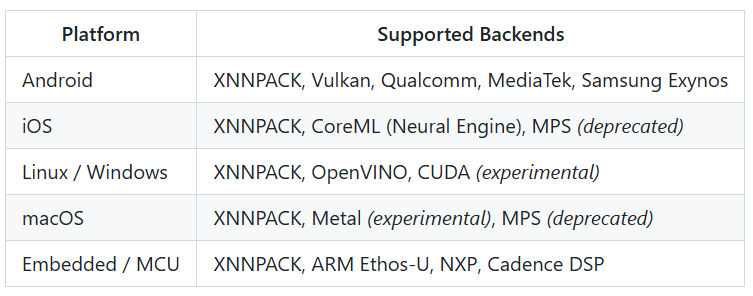 Platform Supported Backends
Android XNNPACK, Vulkan, Qualcomm, MediaTek, Samsung Exynos
iOS XNNPACK, CoreML (Neural Engine), MPS (deprecated)
Linux / Windows XNNPACK, OpenVINO, CUDA (experimental)
macOS XNNPACK, Metal (experimental), MPS (deprecated)
Embedded / MCU XNNPACK, ARM Ethos-U, NXP, Cadence DSP